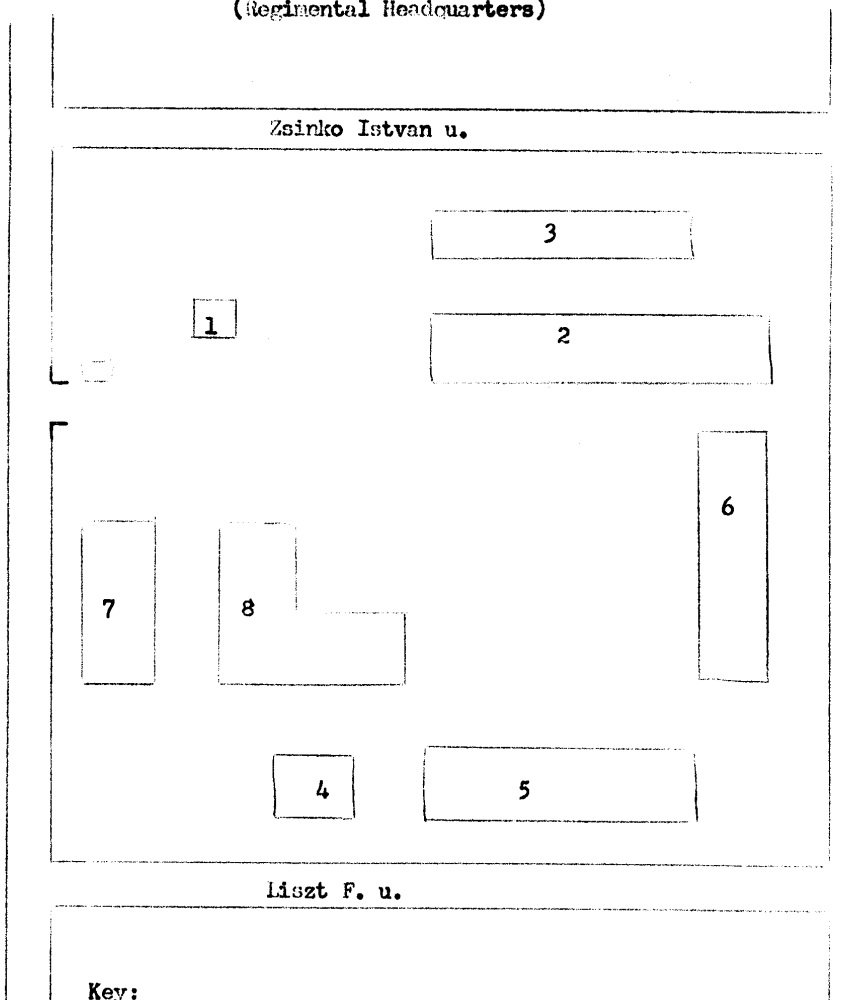 (Regimental Headquarters)
Zsinko Istvan u.
3
1
2
6
7
8
4
5
Liszt F. u.
Key: